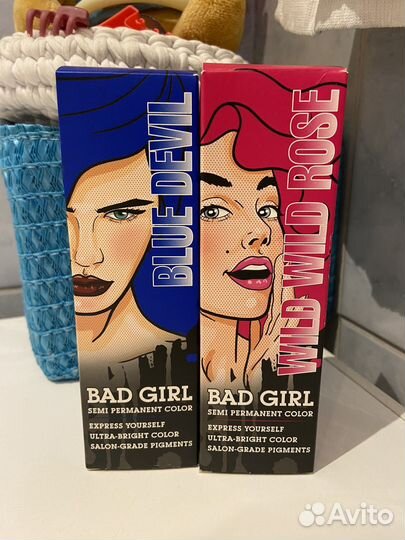 BLUE DEVIL
BAD GIRL
SEMI PERMANENT COLOR
EXPRESS YOURSELF
ULTRA-BRIGHT COLOR
SALON-GRADE PIGMENTS
WILD WILD ROSE
BAD GIRL
SEMI PERMANENT COLOR
EXPRESS YOURSELF
ULTRA-BRIGHT COLOR
SALON-GRADE PIGMENTS
Avito